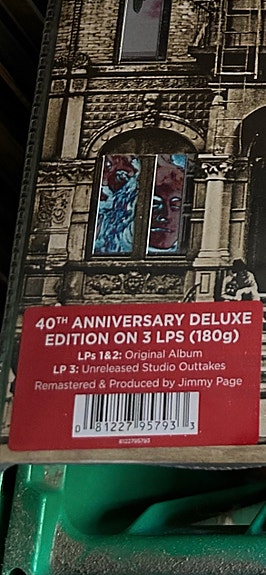 40TH ANNIVERSARY DELUXE
EDITION ON 3 LPS (180g)
LPs 1&2: Original Album
LP 3: Unreleased Studio Outtakes
Remastered & Produced by Jimmy Page
0 81227 95793 3
8122795793